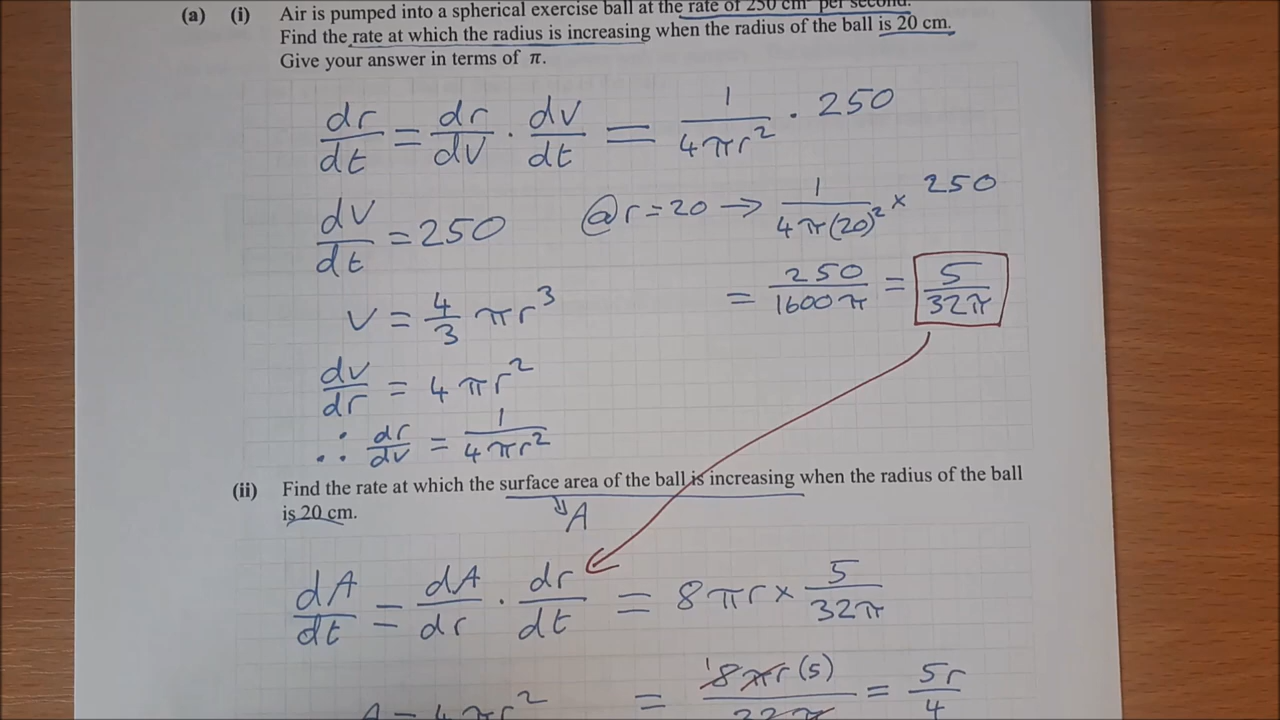 (a) (i) Air is pumped into a spherical exercise ball at the rate of 250 cm³ per second.
Find the rate at which the radius is increasing when the radius of the ball is 20 cm.
Give your answer in terms of π.
dr/dt = dr/dV · dV/dt = 1/(4πr²) · 250
dV/dt = 250
@r=20 → 1/(4π(20)²) × 250
= 250/(1600π) = 5/(32π)
V = 4/3 πr³
dV/dr = 4πr²
∴ dr/dV = 1/(4πr²)
(ii) Find the rate at which the surface area of the ball is increasing when the radius of the ball
is 20 cm.
↳ A
dA/dt = dA/dr · dr/dt = 8πr × 5/(32π)
A = 4πr²
= 8πr(5)/(32π) = 5r/4